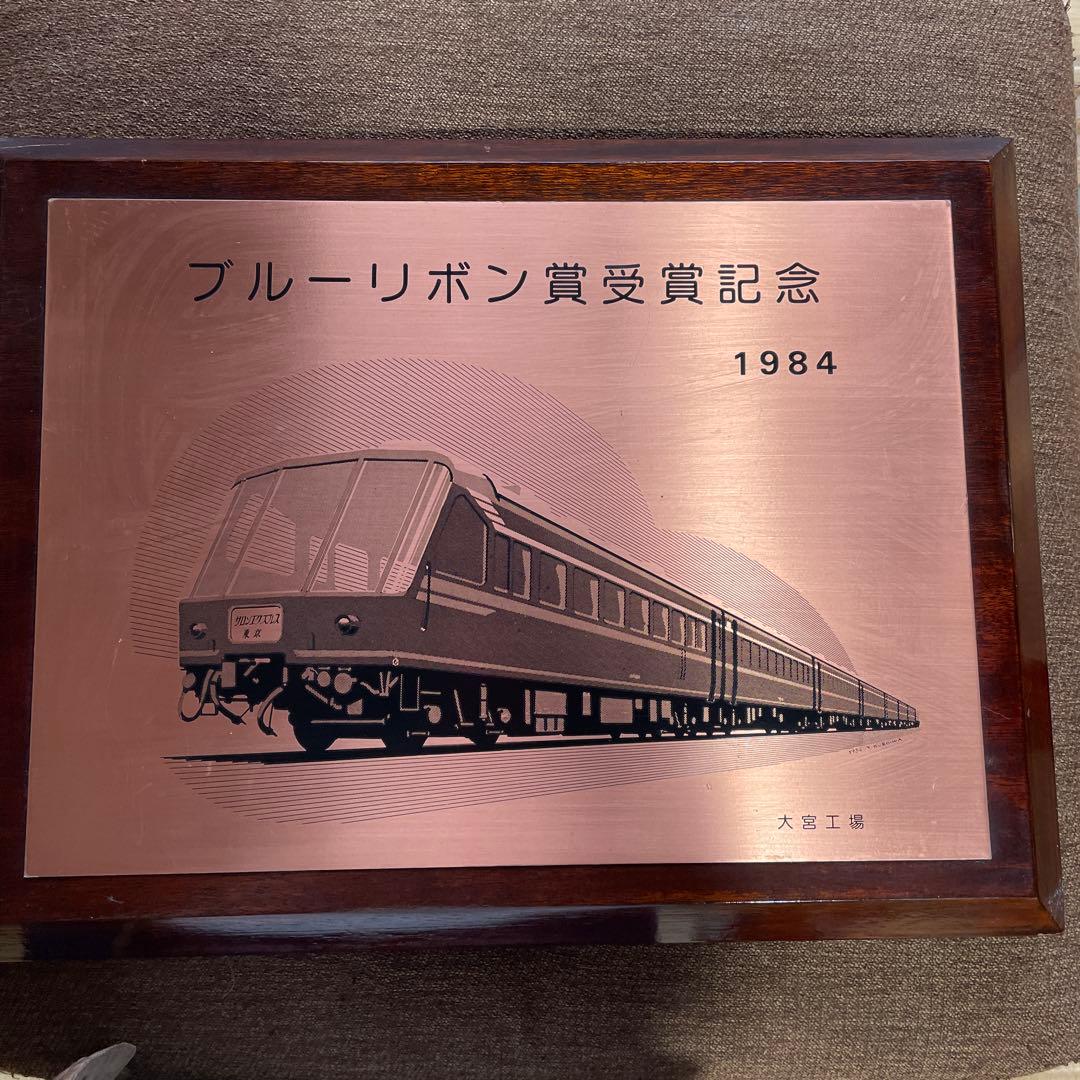 ブルーリボン賞受賞記念
1984
サロンエクスプレス
東京
大宮工場